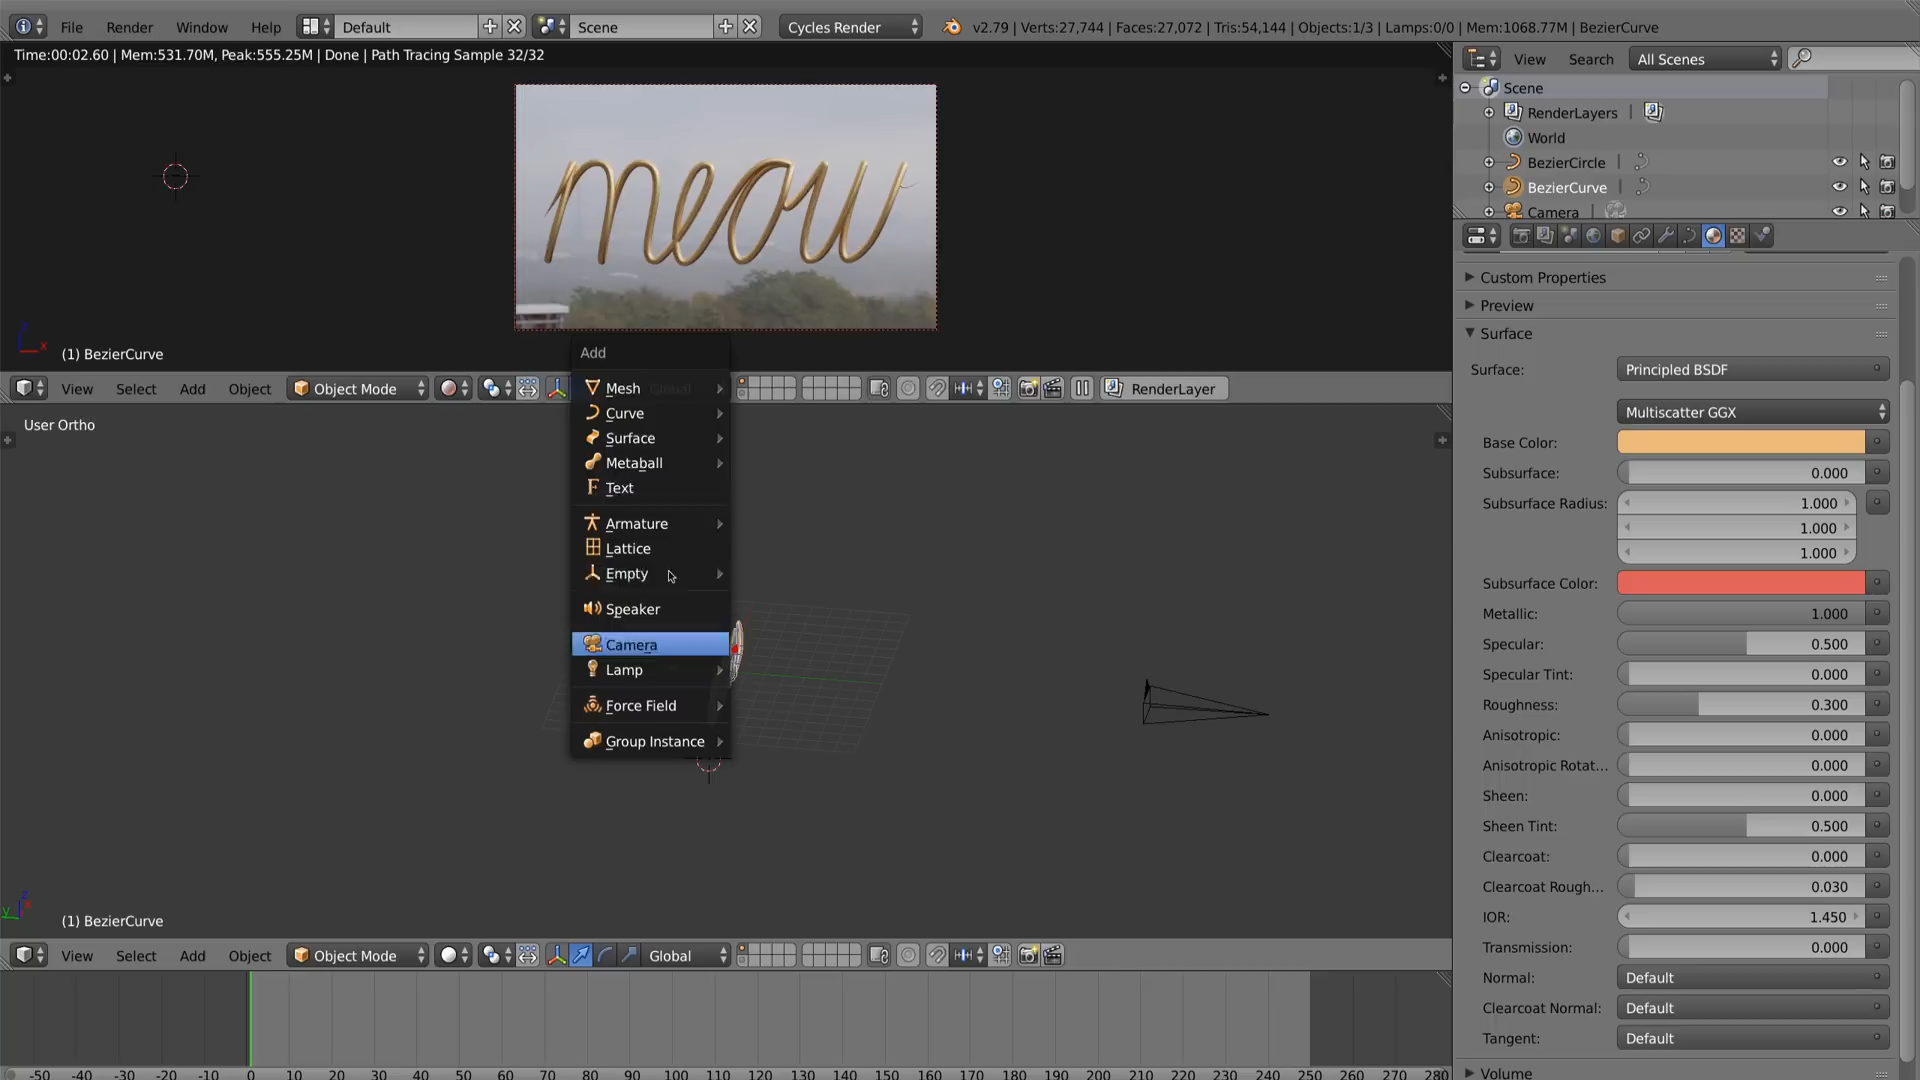 File
Render
Window
Help
Default
Scene
Cycles Render
v2.79 | Verts:27,744 | Faces:27,072 | Tris:54,144 | Objects:1/3 | Lamps:0/0 | Mem:1068.77M | BezierCurve
Time:00:02.60 | Mem:531.70M, Peak:555.25M | Done | Path Tracing Sample 32/32
meow
(1) BezierCurve
View
Select
Add
Object
Object Mode
RenderLayer
User Ortho
Add
Mesh
Global
Curve
Surface
Metaball
Text
Armature
Lattice
Empty
Speaker
Camera
Lamp
Force Field
Group Instance
(1) BezierCurve
View
Select
Add
Object
Object Mode
Global
-50 -40 -30 -20 -10 0 10 20 30 40 50 60 70 80 90 100 110 120 130 140 150 160 170 180 190 200 210 220 230 240 250 260 270 280
View
Search
All Scenes
Scene
RenderLayers
World
BezierCircle
BezierCurve
Camera
Custom Properties
Preview
Surface
Surface: Principled BSDF
Multiscatter GGX
Base Color:
Subsurface: 0.000
Subsurface Radius: 1.000
1.000
1.000
Subsurface Color:
Metallic: 1.000
Specular: 0.500
Specular Tint: 0.000
Roughness: 0.300
Anisotropic: 0.000
Anisotropic Rotat... 0.000
Sheen: 0.000
Sheen Tint: 0.500
Clearcoat: 0.000
Clearcoat Rough... 0.030
IOR: 1.450
Transmission: 0.000
Normal: Default
Clearcoat Normal: Default
Tangent: Default
Volume